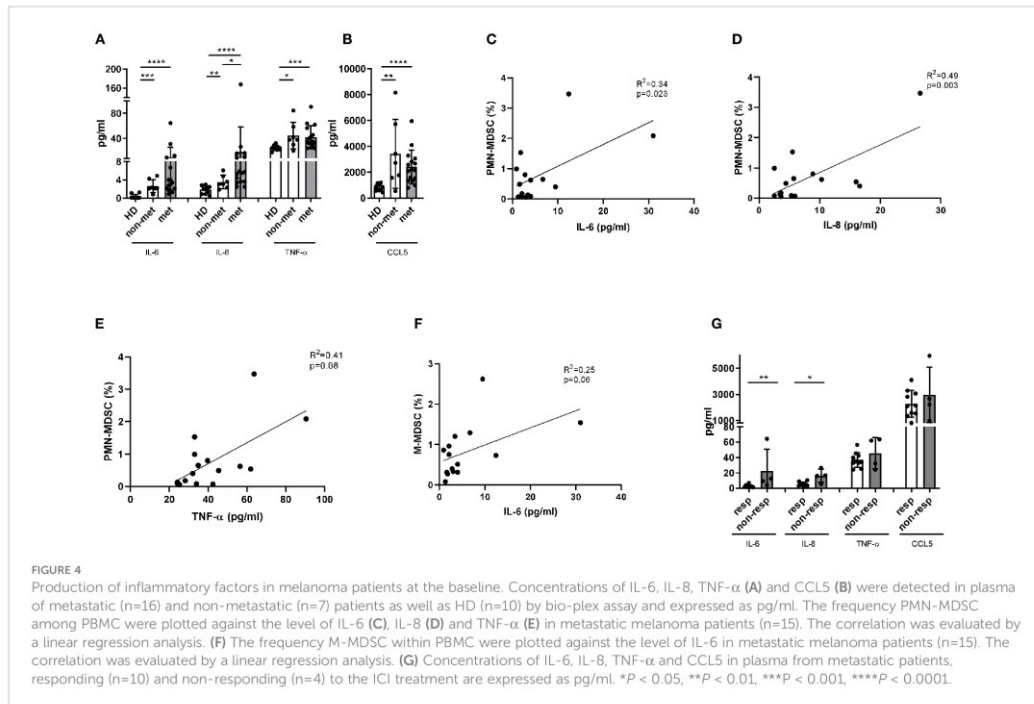 A
B
C
D
****
***
****
*
**
***
*
****
**
200
160
120
80
40
8
4
0
pg/ml
HD
non-met
met
HD
non-met
met
HD
non-met
met
IL-6
IL-8
TNF-α
10000
8000
6000
4000
2000
0
HD
non-met
met
CCL5
R²=0.34
p=0.023
PMN-MDSC (%)
4
3
2
1
0
0
10
20
30
40
IL-6 (pg/ml)
R²=0.49
p=0.003
PMN-MDSC (%)
4
3
2
1
0
0
10
20
30
IL-8 (pg/ml)
E
F
G
R²=0.41
p=0.08
PMN-MDSC (%)
4
3
2
1
0
20
40
60
80
100
TNF-α (pg/ml)
R²=0.25
p=0.06
M-MDSC (%)
3
2
1
0
0
10
20
30
40
IL-6 (pg/ml)
**
*
5000
3000
1000
80
60
40
20
0
pg/ml
resp
non-resp
resp
non-resp
resp
non-resp
resp
non-resp
IL-6
IL-8
TNF-α
CCL5
FIGURE 4
Production of inflammatory factors in melanoma patients at the baseline. Concentrations of IL-6, IL-8, TNF-α (A) and CCL5 (B) were detected in plasma
of metastatic (n=16) and non-metastatic (n=7) patients as well as HD (n=10) by bio-plex assay and expressed as pg/ml. The frequency PMN-MDSC
among PBMC were plotted against the level of IL-6 (C), IL-8 (D) and TNF-α (E) in metastatic melanoma patients (n=15). The correlation was evaluated by
a linear regression analysis. (F) The frequency M-MDSC within PBMC were plotted against the level of IL-6 in metastatic melanoma patients (n=15). The
correlation was evaluated by a linear regression analysis. (G) Concentrations of IL-6, IL-8, TNF-α and CCL5 in plasma from metastatic patients,
responding (n=10) and non-responding (n=4) to the ICI treatment are expressed as pg/ml. *P < 0.05, **P < 0.01, ***P < 0.001, ****P < 0.0001.